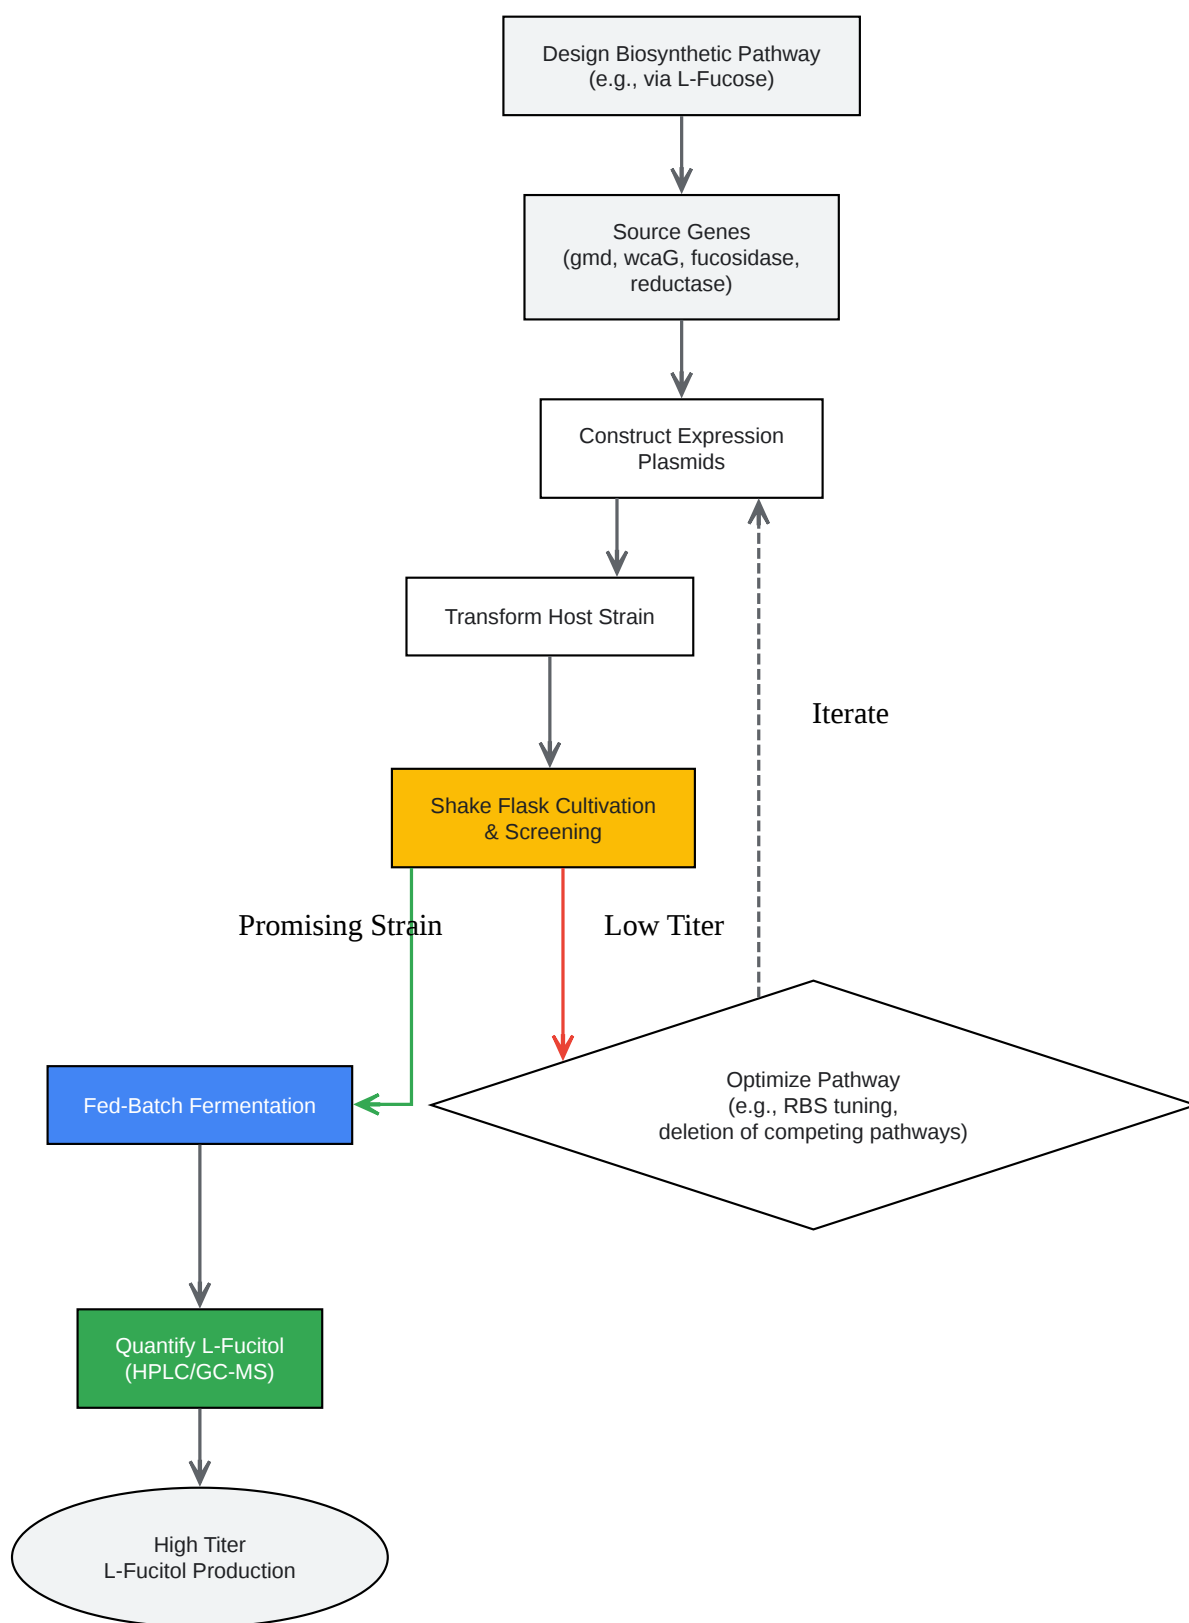 Design Biosynthetic Pathway
(e.g., via L-Fucose)
Source Genes
(gmd, wcaG, fucosidase,
reductase)
Construct Expression
Plasmids
Transform Host Strain
Iterate
Shake Flask Cultivation
& Screening
Promising Strain
Low Titer
Optimize Pathway
(e.g., RBS tuning,
deletion of competing pathways)
Fed-Batch Fermentation
Quantify L-Fucitol
(HPLC/GC-MS)
High Titer
L-Fucitol Production